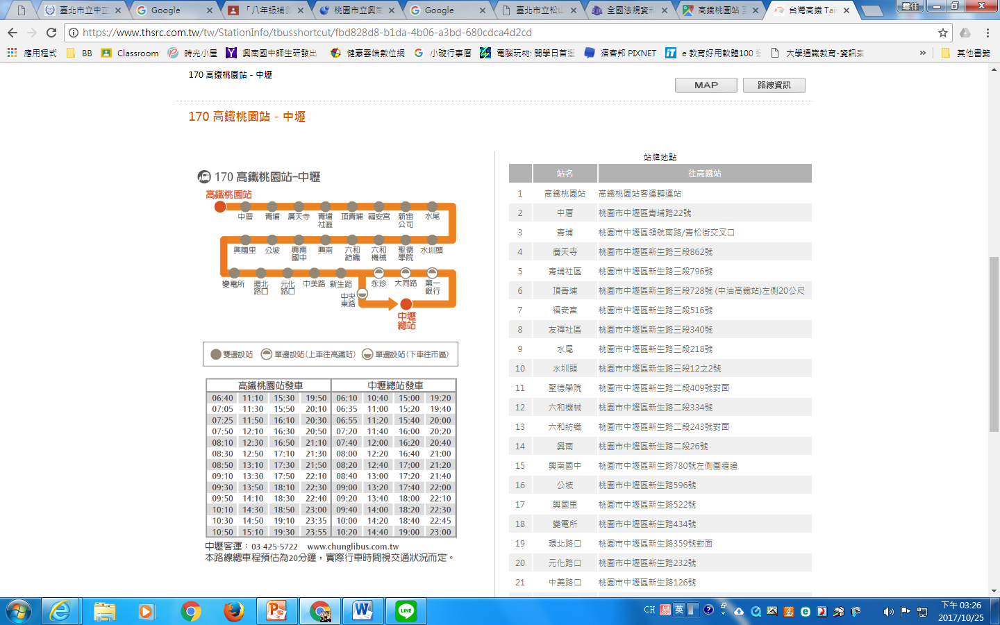 臺北市立中正
Google
「八年級補救
桃園市立興南
Google
臺北市立松山
全國法規資料
高鐵桃園站 至
台灣高鐵 Tai
https://www.thsrc.com.tw/tw/StationInfo/tbusshortcut/fbd828d8-b1da-4b06-a3bd-680cdca4d2cd
應用程式 BB Classroom 時光小屋 興南國中師生研發出 健豪雲端數位網 小璇行事曆 電腦玩物: 開學日首選 痞客邦 PIXNET e 教育好用軟體100 大學通識教育-資訊素 » 其他書籤
170 高鐵桃園站 - 中壢
MAP 路線資訊
170 高鐵桃園站 - 中壢
170 高鐵桃園站–中壢
高鐵桃園站
中厝 青埔 廣天寺 青埔社區 頂青埔 福安宮 新宙公司 水尾
興國里 公坡 興南國中 興南 六和紡織 六和機械 聖德學院 水圳頭
變電所 環北路口 元化路口 中美路 新生路 永珍 大同路 第一銀行
中央東路
中壢總站
雙邊設站 單邊設站(上車往高鐵站) 單邊設站(下車往市區)
高鐵桃園站發車 中壢總站發車
06:40 11:10 15:30 19:50 06:10 10:40 15:00 19:20
07:05 11:30 15:50 20:10 06:35 11:00 15:20 19:40
07:25 11:50 16:10 20:30 06:55 11:20 15:40 20:00
07:50 12:10 16:30 20:50 07:20 11:40 16:00 20:20
08:10 12:30 16:50 21:10 07:40 12:00 16:20 20:40
08:30 12:50 17:10 21:30 08:00 12:20 16:40 21:00
08:50 13:10 17:30 21:50 08:20 12:40 17:00 21:20
09:10 13:30 17:50 22:10 08:40 13:00 17:20 21:40
09:30 13:50 18:10 22:30 09:00 13:20 17:40 22:00
09:50 14:10 18:30 22:40 09:20 13:40 18:00 22:10
10:10 14:30 18:50 23:00 09:40 14:00 18:20 22:30
10:30 14:50 19:10 23:35 10:00 14:20 18:40 22:45
10:50 15:10 19:30 23:55 10:20 14:40 19:00 23:00
中壢客運：03-425-5722 www.chunglibus.com.tw
本路線總車程預估為20分鐘，實際行車時間視交通狀況而定。
站牌地點
站名 往高鐵站
1 高鐵桃園站 高鐵桃園站客運轉運站
2 中厝 桃園市中壢區青埔路22號
3 青埔 桃園市中壢區領航南路/青松街交叉口
4 廣天寺 桃園市中壢區新生路三段862號
5 青埔社區 桃園市中壢區新生路三段796號
6 頂青埔 桃園市中壢區新生路三段728號 (中油高鐵站)左側20公尺
7 福安宮 桃園市中壢區新生路三段516號
8 友禪社區 桃園市中壢區新生路三段340號
9 水尾 桃園市中壢區新生路三段218號
10 水圳頭 桃園市中壢區新生路三段12之2號
11 聖德學院 桃園市中壢區新生路二段409號對面
12 六和機械 桃園市中壢區新生路二段334號
13 六和紡織 桃園市中壢區新生路二段243號對面
14 興南 桃園市中壢區新生路二段26號
15 興南國中 桃園市中壢區新生路780號左側圍牆邊
16 公坡 桃園市中壢區新生路596號
17 興國里 桃園市中壢區新生路522號
18 變電所 桃園市中壢區新生路434號
19 環北路口 桃園市中壢區新生路359號對面
20 元化路口 桃園市中壢區新生路232號
21 中美路口 桃園市中壢區新生路126號
CH 英 下午 03:26
2017/10/25